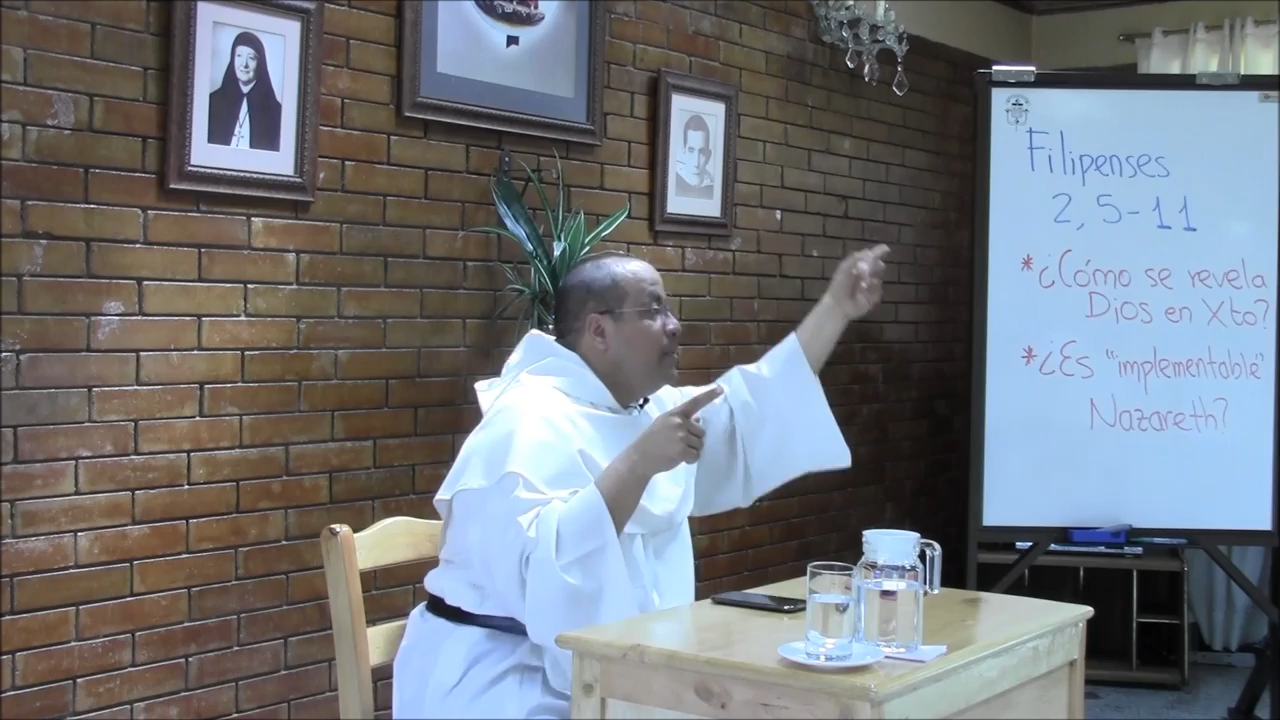 Filipenses
2,5-11
*¿Cómo se revela
Dios en Xto?
*¿Es "implementable"
Nazareth?